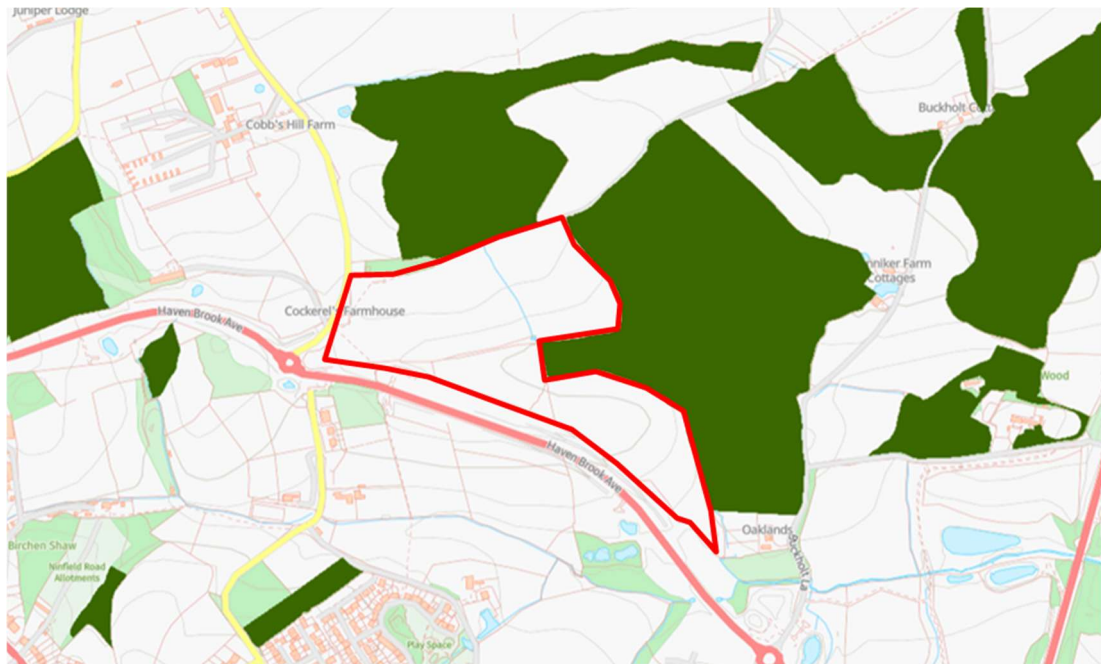 Juniper Lodge
Cobb's Hill Farm
Buckholt
nniker Farm
Cottages
Cockerel's Farmhouse
Haven Brook Ave
Wood
Haven Brook Ave
Oaklands
Buckholt La
Birchen Shaw
Ninfield Road
Allotments
Play Space